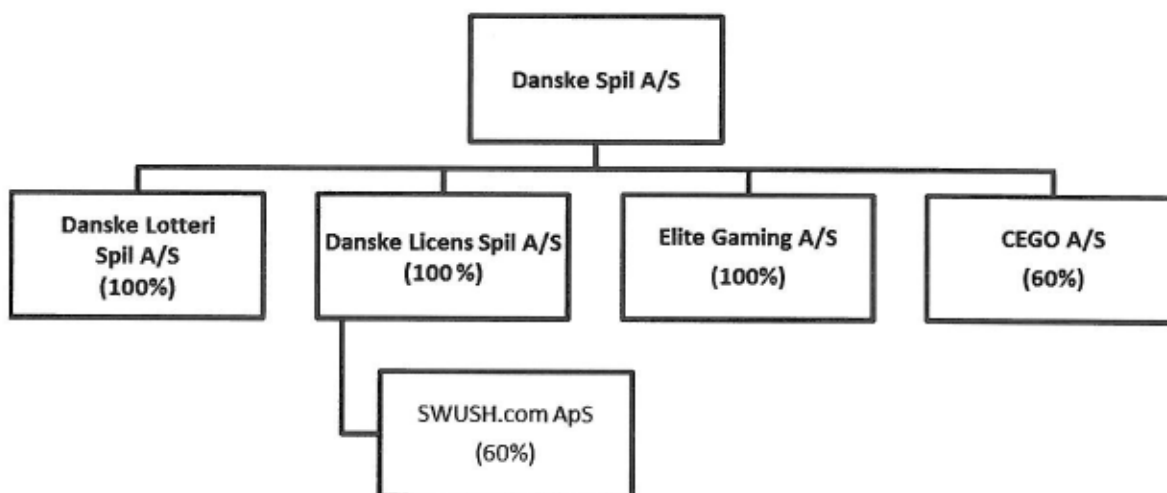 Danske Spil A/S
Danske Lotteri
Spil A/S
(100%)
Danske Licens Spil A/S
(100 %)
Elite Gaming A/S
(100%)
CEGO A/S
(60%)
SWUSH.com ApS
(60%)